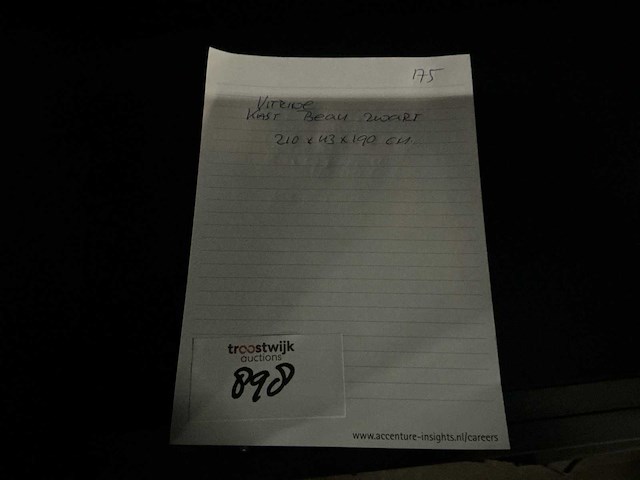 175
VITRINE
KAST BEAU ZWART
210 x 43 x 190 CM.
troostwijk
auctions
898
www.accenture-insights.nl/careers